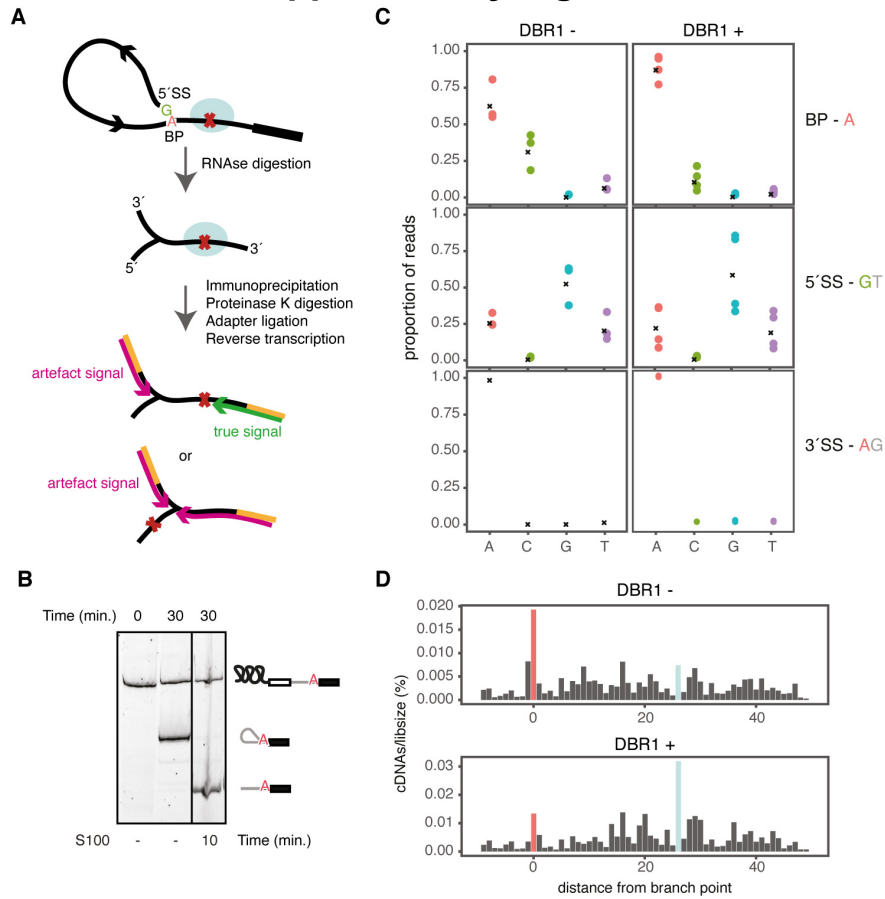 A
5´SS
G
A
BP
RNAse digestion
3´
3´
5´
Immunoprecipitation
Proteinase K digestion
Adapter ligation
Reverse transcription
artefact signal
true signal
or
artefact signal
B
Time (min.) 0 30 30
A
A
A
S100 - - 10 Time (min.)
C
DBR1 - DBR1 +
proportion of reads
1.00
0.75
0.50
0.25
0.00
BP - A
1.00
0.75
0.50
0.25
0.00
5´SS - GT
1.00
0.75
0.50
0.25
0.00
3´SS - AG
A C G T A C G T
D
DBR1 -
cDNAs/libsize (%)
0.020
0.015
0.010
0.005
0.000
0 20 40
DBR1 +
0.03
0.02
0.01
0.00
0 20 40
distance from branch point